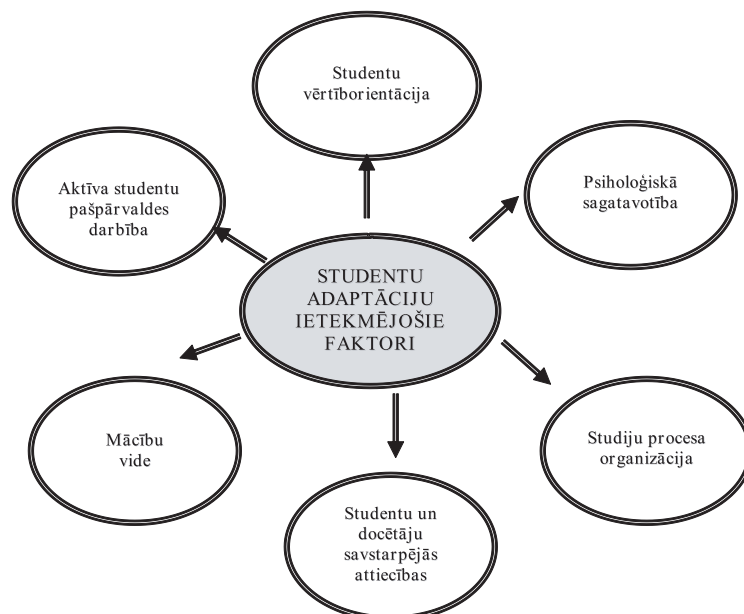 Studentu
vērtīborientācija
Aktīva studentu
pašpārvaldes
darbība
Psiholoģiskā
sagatavotība
STUDENTU
ADAPTĀCIJU
IETEKMĒJOŠIE
FAKTORI
Mācību
vide
Studiju procesa
organizācija
Studentu un
docētāju
savstarpējās
attiecības